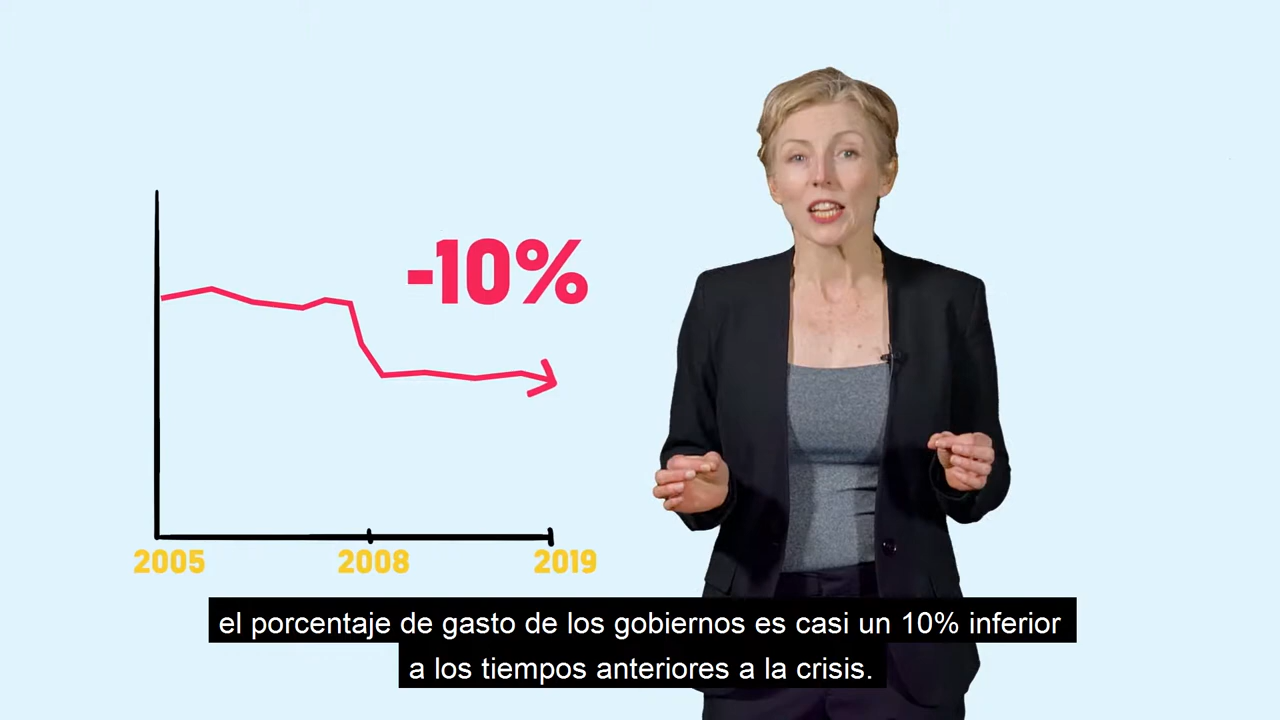 -10%
2005 2008 2019
el porcentaje de gasto de los gobiernos es casi un 10% inferior
a los tiempos anteriores a la crisis.